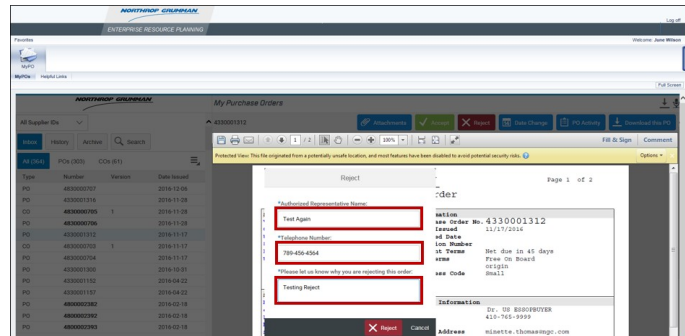 NORTHROP GRUMMAN
Log off
ENTERPRISE RESOURCE PLANNING
Favorites
Welcome: June Wilson
MyPO
MyPOs Helpful Links
Full Screen
NORTHROP GRUMMAN
My Purchase Orders
All Supplier IDs
4330001312
Attachments Accept Reject Date Change PO Activity Download this PO
Inbox History Archive Search
1 / 2 100% Fill & Sign Comment
All (364) POs (303) COs (61)
Protected View: This file originated from a potentially unsafe location, and most features have been disabled to avoid potential security risks. Options
Type Number Version Date Issued
PO 4830000707 2016-12-06
PO 4330001316 2016-11-28
CO 4830000705 1 2016-11-28
PO 4830000706 2016-11-28
PO 4330001312 2016-11-17
CO 4830000703 1 2016-11-17
PO 4830000704 2016-11-17
PO 4330001300 2016-10-31
PO 4330001192 2016-04-22
PO 4330001197 2016-04-22
PO 4800002382 2016-02-18
PO 4800002392 2016-02-18
PO 4800002393 2016-02-18
Reject
*Authorized Representative Name:
Test Again
*Telephone Number:
789-456-4564
*Please let us know why you are rejecting this order:
Testing Reject
Reject Cancel
Page 1 of 2
rder
mation
ase Order No. 4330001312
Issued 11/17/2016
ed Date
ion Number
nt Terms Net due in 45 days
erms Free On Board
origin
ess Code Small
Information
Dr. US ESSOPBUYER
410-765-9999
Address minette.thomas@ngc.com